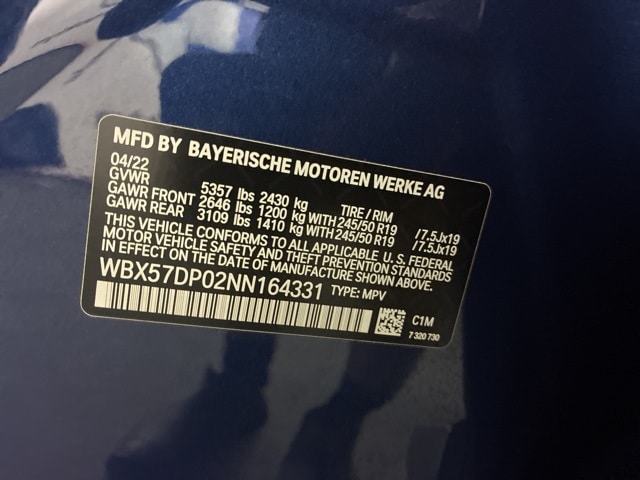 MFD BY BAYERISCHE MOTOREN WERKE AG
04/22
GVWR 5357 lbs 2430 kg TIRE / RIM
GAWR FRONT 2646 lbs 1200 kg WITH 245/50 R19 /7.5Jx19
GAWR REAR 3109 lbs 1410 kg WITH 245/50 R19 /7.5Jx19
THIS VEHICLE CONFORMS TO ALL APPLICABLE U. S. FEDERAL
MOTOR VEHICLE SAFETY AND THEFT PREVENTION STANDARDS
IN EFFECT ON THE DATE OF MANUFACTURE SHOWN ABOVE.
WBX57DP02NN164331 TYPE: MPV
C1M
7 320 730